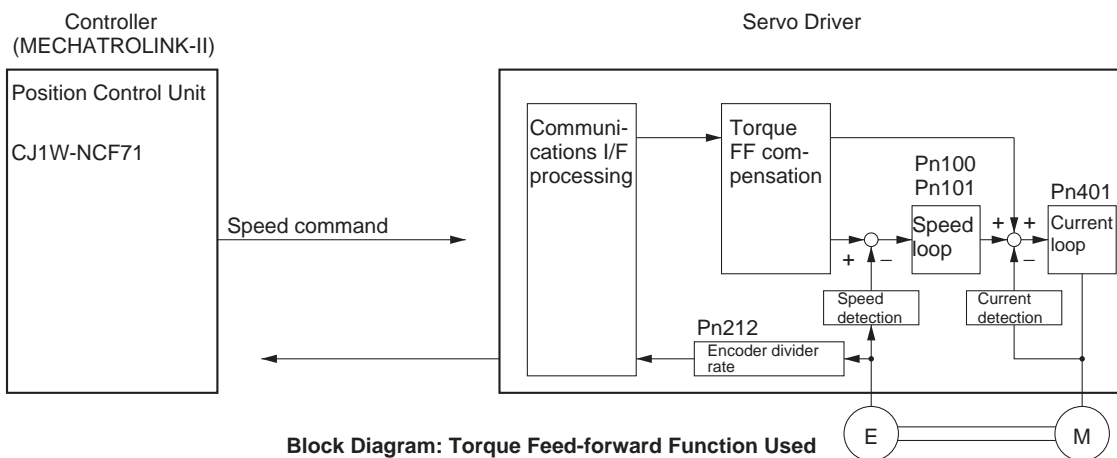 Controller
(MECHATROLINK-II)
Servo Driver
Position Control Unit
CJ1W-NCF71
Speed command
Communi-
cations I/F
processing
Torque
FF com-
pensation
Pn100
Pn101
Speed
loop
Pn401
Current
loop
+
−
+
+
−
Speed
detection
Current
detection
Pn212
Encoder divider
rate
E
M
Block Diagram: Torque Feed-forward Function Used